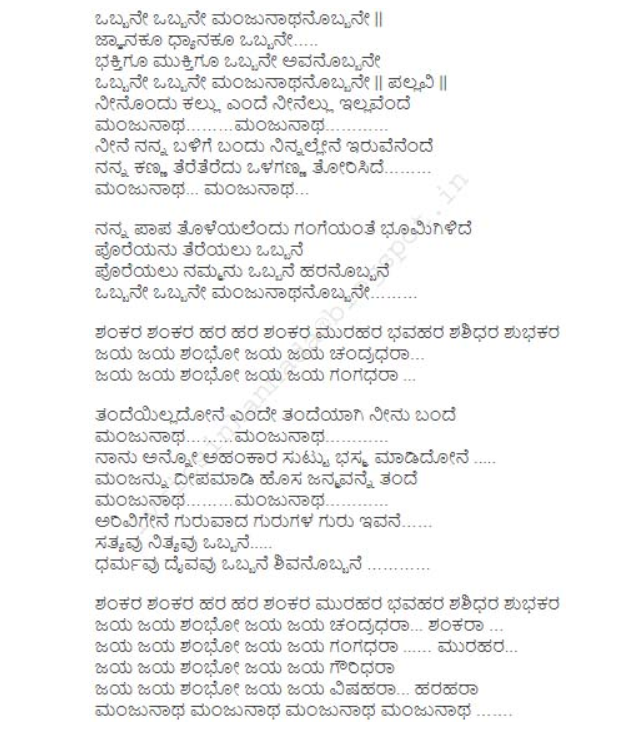 ಒಬ್ಬನೇ ಒಬ್ಬನೇ ಮಂಜುನಾಥನೊಬ್ಬನೇ ||
ಜ್ಞಾನಕೂ ಧ್ಯಾನಕೂ ಒಬ್ಬನೇ.....
ಭಕ್ತಿಗೂ ಮುಕ್ತಿಗೂ ಒಬ್ಬನೇ ಅವನೊಬ್ಬನೇ
ಒಬ್ಬನೇ ಒಬ್ಬನೇ ಮಂಜುನಾಥನೊಬ್ಬನೇ || ಪಲ್ಲವಿ ||
ನೀನೊಂದು ಕಲ್ಲು ಎಂದೆ ನೀನೆಲ್ಲು ಇಲ್ಲವೆಂದೆ
ಮಂಜುನಾಥ.........ಮಂಜುನಾಥ............
ನೀನೆ ನನ್ನ ಬಳಿಗೆ ಬಂದು ನಿನ್ನಲ್ಲೇನೆ ಇರುವೆನೆಂದೆ
ನನ್ನ ಕಣ್ಣ ತೆರೆತೆರೆದು ಒಳಗಣ್ಣ ತೋರಿಸಿದೆ.........
ಮಂಜುನಾಥ... ಮಂಜುನಾಥ...
ನನ್ನ ಪಾಪ ತೊಳೆಯಲೆಂದು ಗಂಗೆಯಂತೆ ಭೂಮಿಗಿಳಿದೆ
ಪೊರೆಯನು ತೆರೆಯಲು ಒಬ್ಬನೆ
ಪೊರೆಯಲು ನಮ್ಮನು ಒಬ್ಬನೆ ಹರನೊಬ್ಬನೆ
ಒಬ್ಬನೇ ಒಬ್ಬನೇ ಮಂಜುನಾಥನೊಬ್ಬನೇ.........
ಶಂಕರ ಶಂಕರ ಹರ ಹರ ಶಂಕರ ಮುರಹರ ಭವಹರ ಶಶಿಧರ ಶುಭಕರ
ಜಯ ಜಯ ಶಂಭೋ ಜಯ ಜಯ ಚಂದ್ರಧರಾ...
ಜಯ ಜಯ ಶಂಭೋ ಜಯ ಜಯ ಗಂಗಧರಾ ...
ತಂದೆಯಿಲ್ಲದೋನೆ ಎಂದೇ ತಂದೆಯಾಗಿ ನೀನು ಬಂದೆ
ಮಂಜುನಾಥ.........ಮಂಜುನಾಥ............
ನಾನು ಅನ್ನೋ ಅಹಂಕಾರ ಸುಟ್ಟು ಭಸ್ಮ ಮಾಡಿದೋನೆ .....
ಮಂಜನ್ನು ದೀಪಮಾಡಿ ಹೊಸ ಜನ್ಮವನ್ನೆ ತಂದೆ
ಮಂಜುನಾಥ.........ಮಂಜುನಾಥ............
ಅರಿವಿಗೇನೆ ಗುರುವಾದ ಗುರುಗಳ ಗುರು ಇವನೆ......
ಸತ್ಯವು ನಿತ್ಯವು ಒಬ್ಬನೆ.....
ಧರ್ಮವು ದೈವವು ಒಬ್ಬನೆ ಶಿವನೊಬ್ಬನೆ ............
ಶಂಕರ ಶಂಕರ ಹರ ಹರ ಶಂಕರ ಮುರಹರ ಭವಹರ ಶಶಿಧರ ಶುಭಕರ
ಜಯ ಜಯ ಶಂಭೋ ಜಯ ಜಯ ಚಂದ್ರಧರಾ... ಶಂಕರಾ ...
ಜಯ ಜಯ ಶಂಭೋ ಜಯ ಜಯ ಗಂಗಧರಾ ...... ಮುರಹರ...
ಜಯ ಜಯ ಶಂಭೋ ಜಯ ಜಯ ಗೌರಿಧರಾ
ಜಯ ಜಯ ಶಂಭೋ ಜಯ ಜಯ ವಿಷಹರಾ... ಹರಹರಾ
ಮಂಜುನಾಥ ಮಂಜುನಾಥ ಮಂಜುನಾಥ ಮಂಜುನಾಥ .......